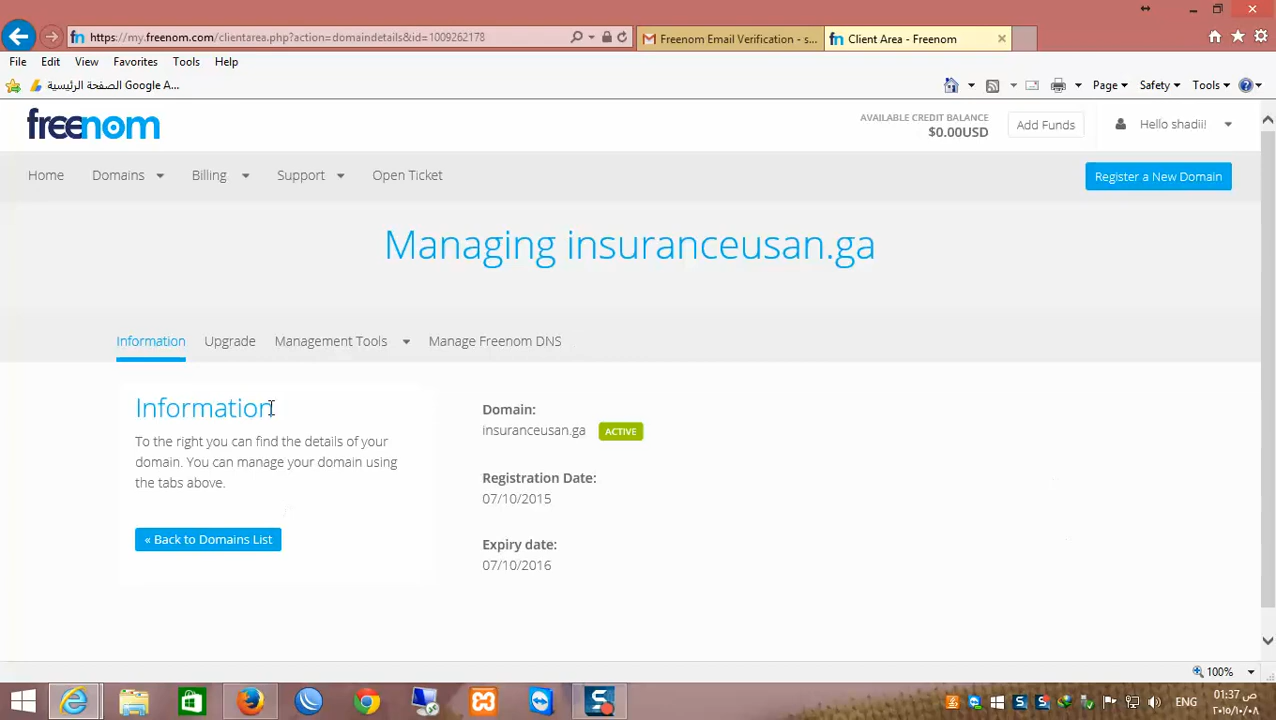 https://my.freenom.com/clientarea.php?action=domaindetails&id=1009262178
Freenom Email Verification - s...
Client Area - Freenom
File Edit View Favorites Tools Help
الصفحة الرئيسية Google A...
Page Safety Tools
freenom
AVAILABLE CREDIT BALANCE
$0.00USD
Add Funds
Hello shadii!
Home Domains Billing Support Open Ticket
Register a New Domain
Managing insuranceusan.ga
Information Upgrade Management Tools Manage Freenom DNS
Information
To the right you can find the details of your
domain. You can manage your domain using
the tabs above.
« Back to Domains List
Domain:
insuranceusan.ga ACTIVE
Registration Date:
07/10/2015
Expiry date:
07/10/2016
100%
ENG
01:37 ص
٢٠١٥/١٠/٠٨